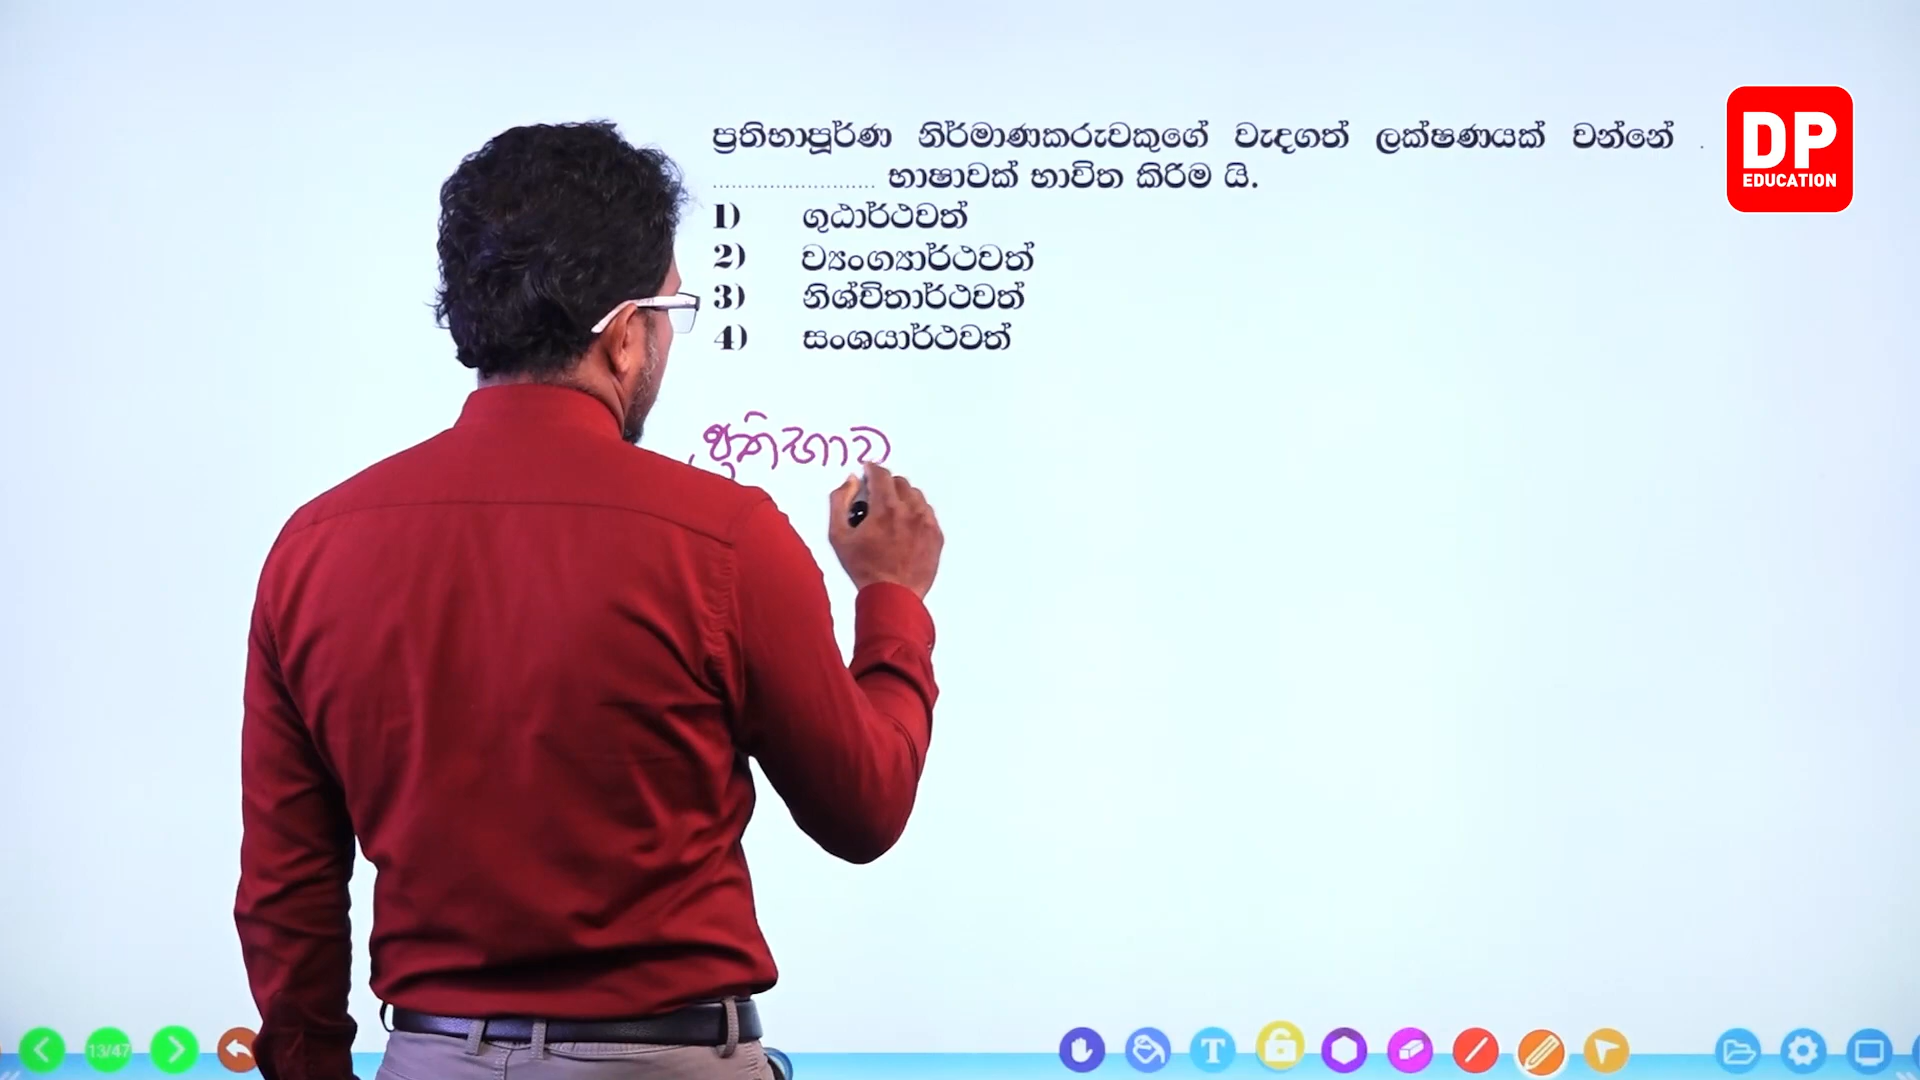 ප්‍රතිභාපූර්ණ නිර්මාණකරුවකුගේ වැදගත් ලක්ෂණයක් වන්නේ .
.......................... භාෂාවක් භාවිත කිරීම යි.
1) ගුඪාර්ථවත්
2) ව්‍යංග්‍යාර්ථවත්
3) නිශ්චිතාර්ථවත්
4) සංශයාර්ථවත්
ප්‍රතිභාව
DP
EDUCATION
13/47
T